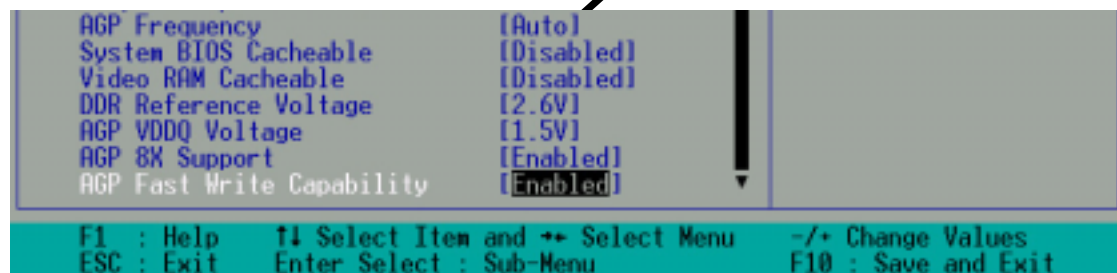 AGP Frequency [Auto]
System BIOS Cacheable [Disabled]
Video RAM Cacheable [Disabled]
DDR Reference Voltage [2.6V]
AGP VDDQ Voltage [1.5V]
AGP 8X Support [Enabled]
AGP Fast Write Capability [Enabled]
F1 : Help ↑↓ Select Item and ←→ Select Menu -/+ Change Values
ESC : Exit Enter Select : Sub-Menu F10 : Save and Exit